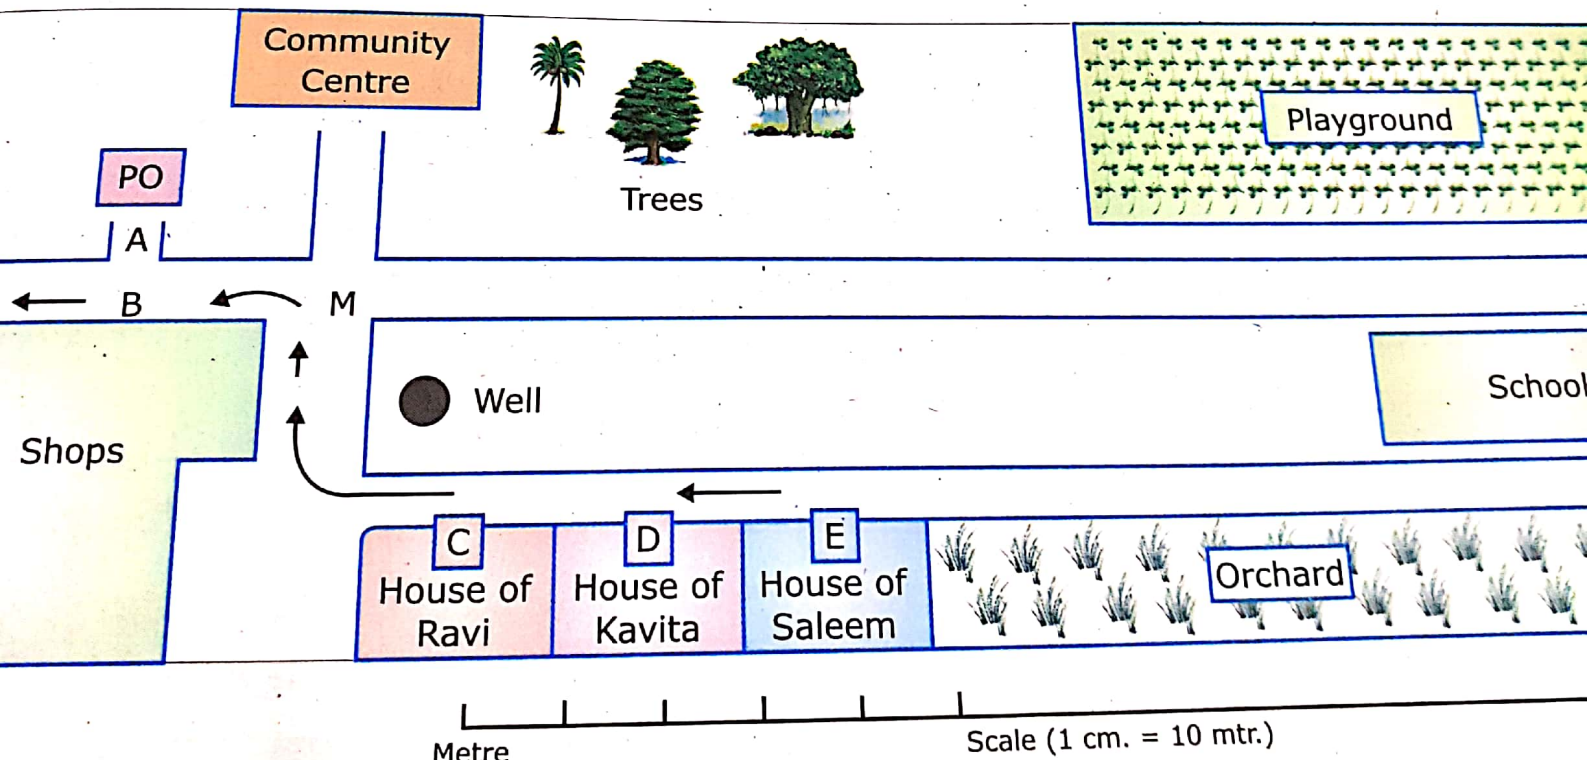 Community
Centre
PO
A
Trees
Playground
B
M
Well
School
Shops
C
House of
Ravi
D
House of
Kavita
E
House of
Saleem
Orchard
Metre
Scale (1 cm. = 10 mtr.)